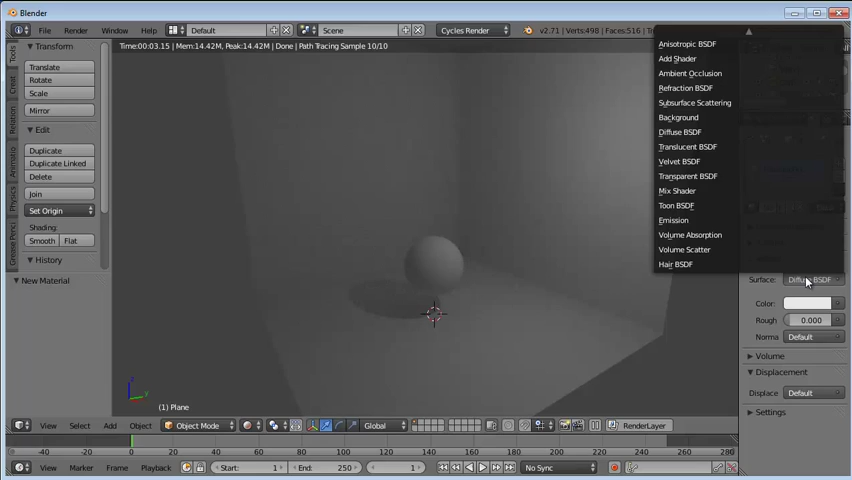 Blender
File Render Window Help Default Scene Cycles Render v2.71 | Verts:498 | Faces:516 |
Time:00:03.15 | Mem:14.42M, Peak:14.42M | Done | Path Tracing Sample 10/10
Tools
Creat
Relation
Animatio
Physics
Grease Penci
Transform
Translate
Rotate
Scale
Mirror
Edit
Duplicate
Duplicate Linked
Delete
Join
Set Origin
Shading:
Smooth Flat
History
New Material
Anisotropic BSDF
Add Shader
Ambient Occlusion
Refraction BSDF
Subsurface Scattering
Background
Diffuse BSDF
Translucent BSDF
Velvet BSDF
Transparent BSDF
Mix Shader
Toon BSDF
Emission
Volume Absorption
Volume Scatter
Hair BSDF
Surface: Diffuse BSDF
Color:
Rough 0.000
Norma Default
Volume
Displacement
Displace Default
Settings
z
y
(1) Plane
View Select Add Object Object Mode Global RenderLayer
-40 -20 0 20 40 60 80 100 120 140 160 180 200 220 240 260 280
View Marker Frame Playback Start: 1 End: 250 1 No Sync